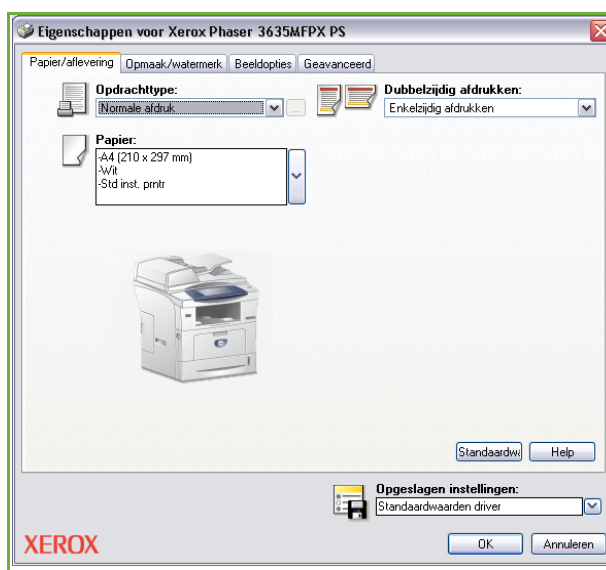 Eigenschappen voor Xerox Phaser 3635MFPX PS
Papier/aflevering Opmaak/watermerk Beeldopties Geavanceerd
Opdrachttype:
Normale afdruk
...
Dubbelzijdig afdrukken:
Enkelzijdig afdrukken
Papier:
-A4 (210 x 297 mm)
-Wit
-Std inst. prntr
Standaardw
Help
Opgeslagen instellingen:
Standaardwaarden driver
XEROX
OK
Annuleren